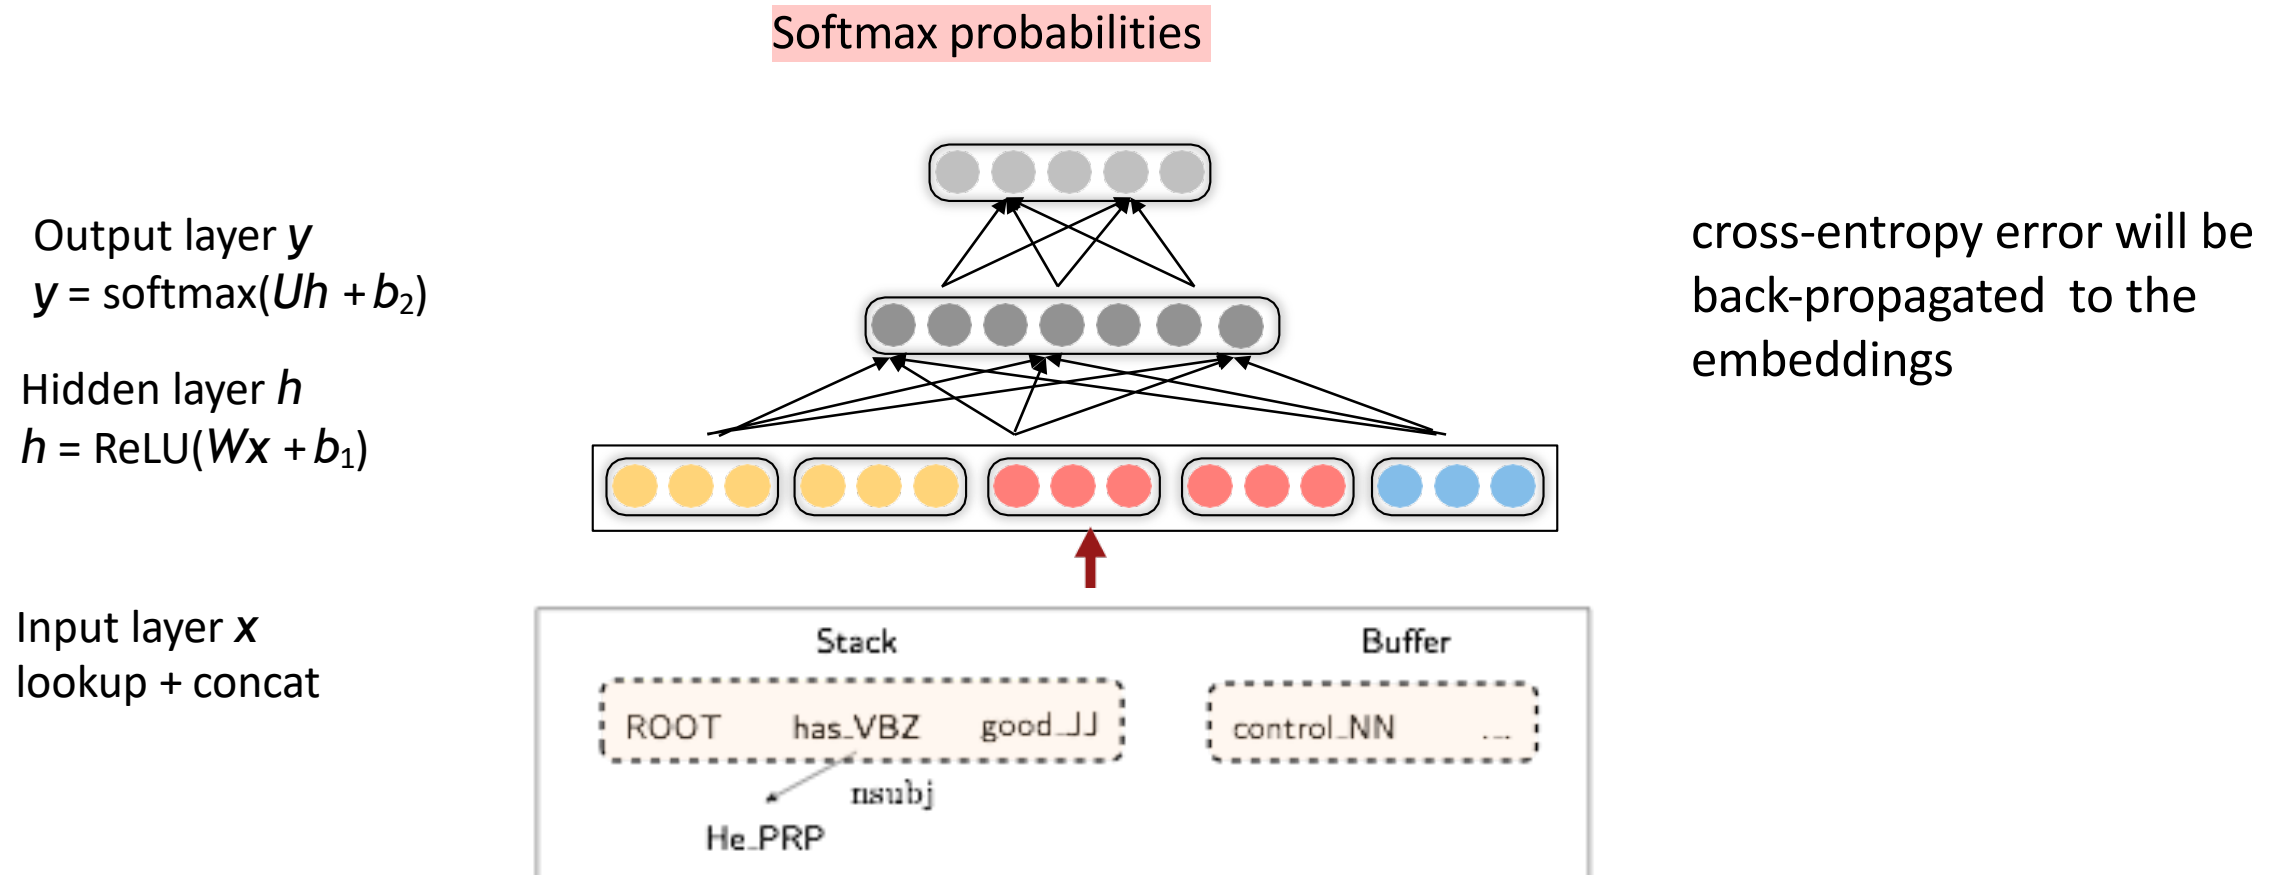 Softmax probabilities
Output layer y
y = softmax(Uh + b₂)
Hidden layer h
h = ReLU(Wx + b₁)
Input layer x
lookup + concat
cross-entropy error will be
back-propagated to the
embeddings
Stack
Buffer
ROOT has_VBZ good_JJ
control_NN ...
nsubj
He_PRP